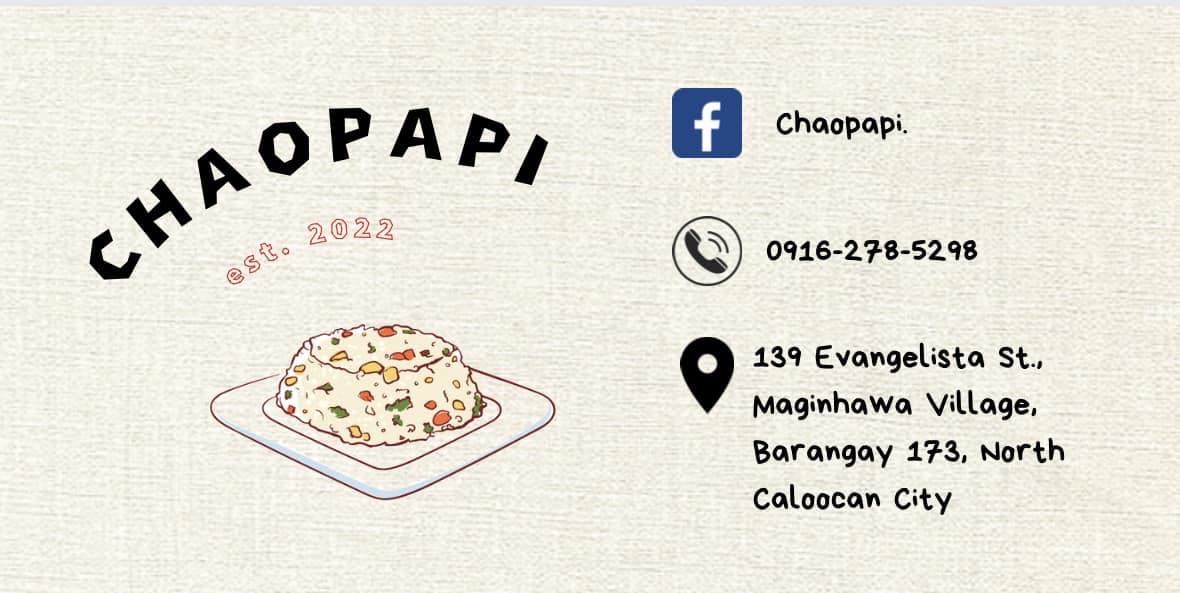 CHAOPAPI
est. 2022
Chaopapi.
0916-278-5298
139 Evangelista St.,
Maginhawa Village,
Barangay 173, North
Caloocan City